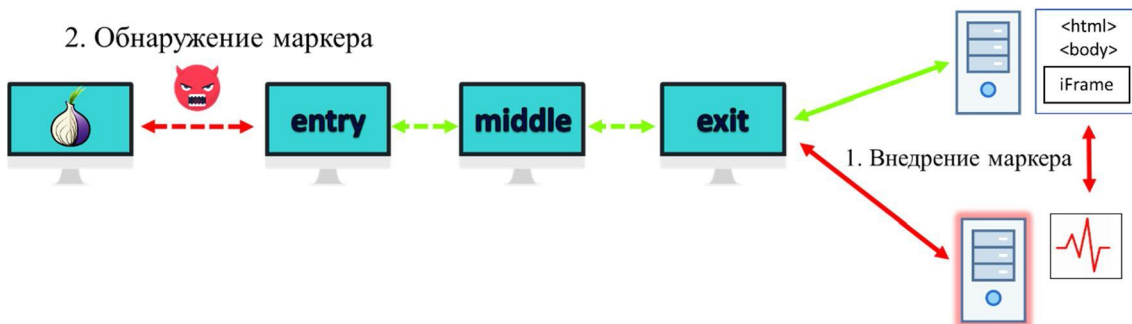 2. Обнаружение маркера
<html>
<body>
iFrame
entry
middle
exit
1. Внедрение маркера